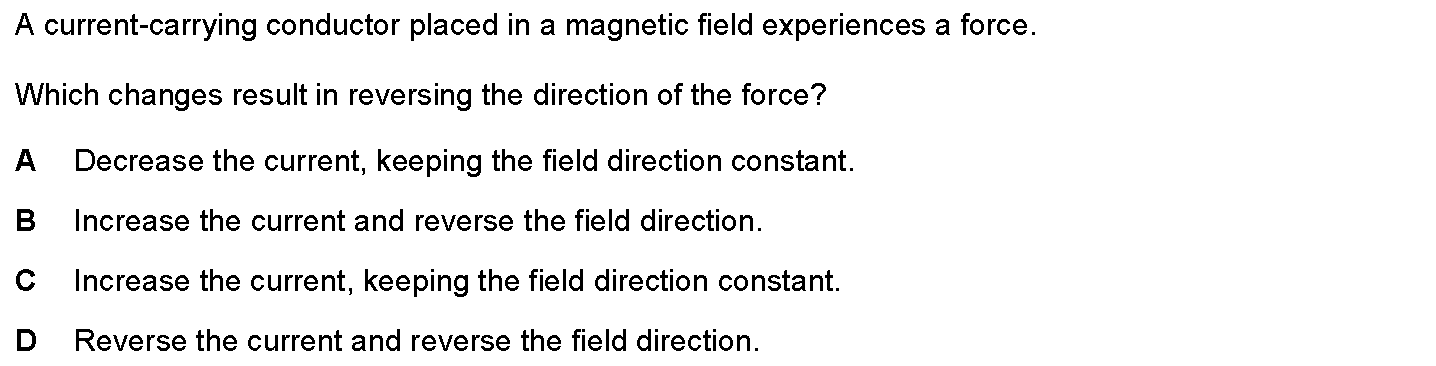 A current-carrying conductor placed in a magnetic field experiences a force.
Which changes result in reversing the direction of the force?
A Decrease the current, keeping the field direction constant.
B Increase the current and reverse the field direction.
C Increase the current, keeping the field direction constant.
D Reverse the current and reverse the field direction.